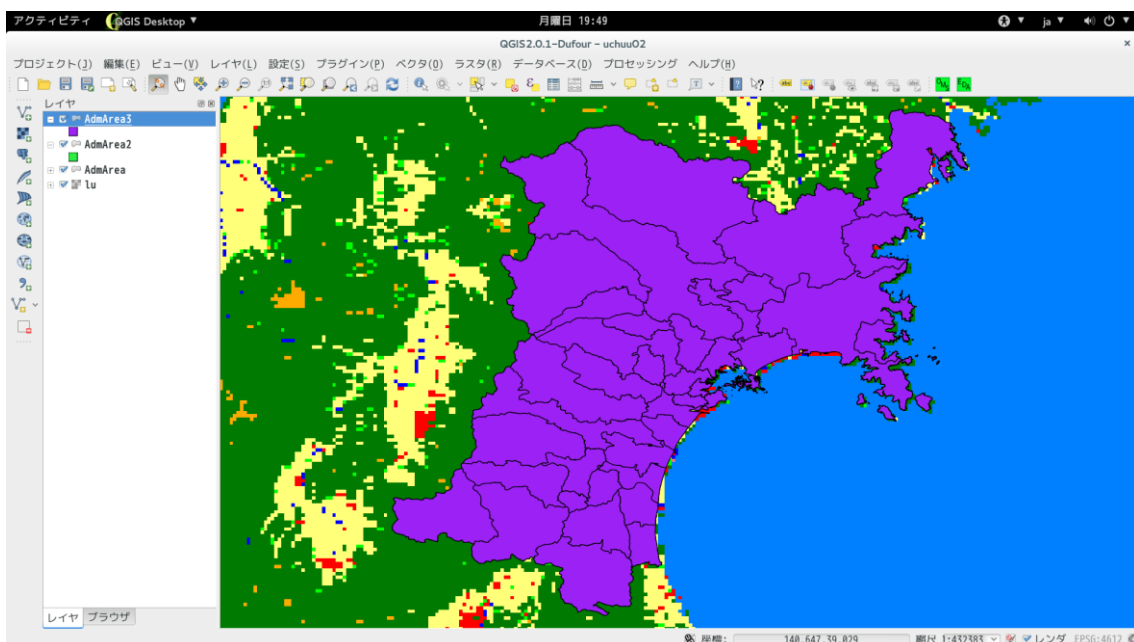 アクティビティ QGIS Desktop 月曜日 19:49 ja
QGIS2.0.1-Dufour - uchuu02
プロジェクト(J) 編集(E) ビュー(V) レイヤ(L) 設定(S) プラグイン(P) ベクタ(O) ラスタ(R) データベース(D) プロセッシング ヘルプ(H)
レイヤ
AdmArea3
AdmArea2
AdmArea
lu
レイヤ ブラウザ
座標: 140.647,39.029 縮尺 1:432383 レンダ EPSG:4612